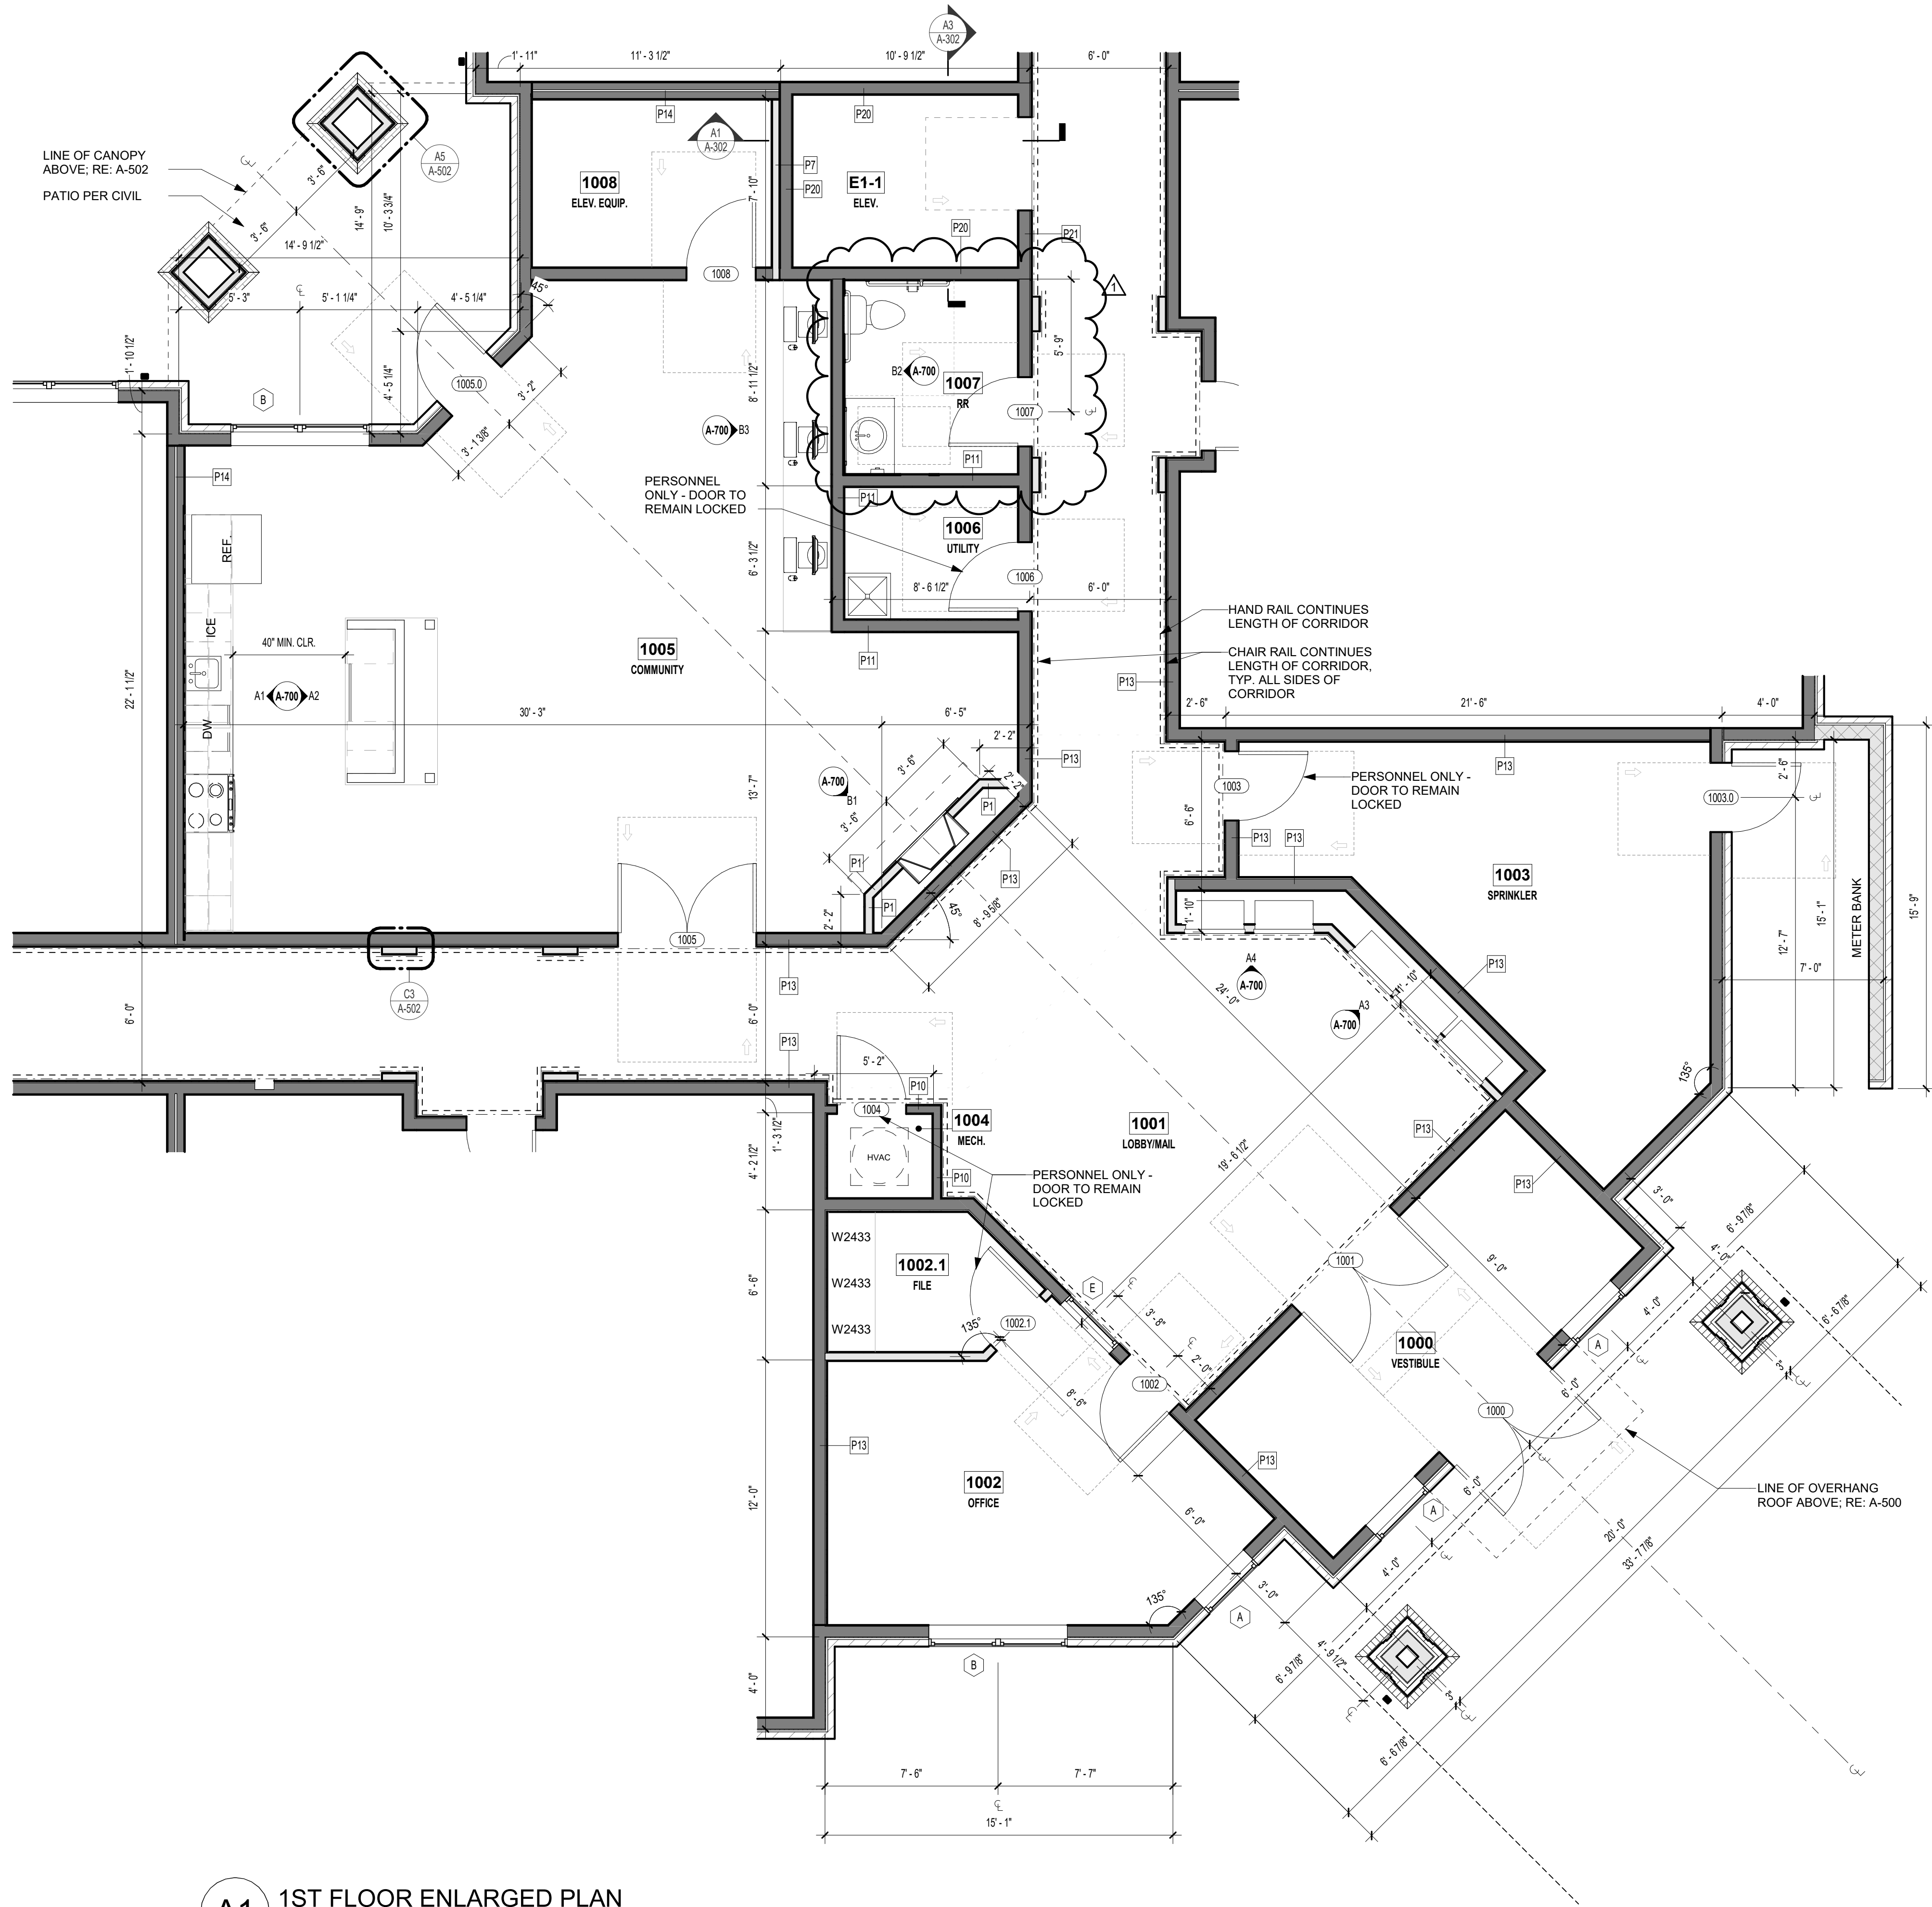 A3
A-302
1' - 11"
11' - 3 1/2"
10' - 9 1/2"
6' - 0"
P14
A1
A-302
P20
LINE OF CANOPY
ABOVE; RE: A-502
PATIO PER CIVIL
A5
A-502
3' - 6"
3' - 6"
14' - 9"
10' - 3 3/4"
14' - 9 1/2"
1008
ELEV. EQUIP.
7' - 10"
P7
P20
E1-1
ELEV.
P20
P21
1008
1
5' - 3"
5' - 1 1/4"
4' - 5 1/4"
45°
1' - 10 1/2"
4' - 5 1/4"
1005.0
3' - 2"
3' - 1 3/8"
B
8' - 11 1/2"
5' - 9"
B2
A-700
1007
RR
1007
A-700
B3
P14
P11
P11
PERSONNEL
ONLY - DOOR TO
REMAIN LOCKED
1006
UTILITY
REF.
6' - 3 1/2"
1006
8' - 6 1/2"
6' - 0"
HAND RAIL CONTINUES
LENGTH OF CORRIDOR
ICE
40" MIN. CLR.
1005
COMMUNITY
P11
CHAIR RAIL CONTINUES
LENGTH OF CORRIDOR,
TYP. ALL SIDES OF
CORRIDOR
P13
22' - 1 1/2"
A1
A-700
A2
DW
30' - 3"
6' - 5"
2' - 6"
21' - 6"
4' - 0"
2' - 2"
P13
P13
3' - 6"
2' - 2"
A-700
B1
13' - 7"
P1
3' - 6"
1003
PERSONNEL ONLY -
DOOR TO REMAIN
LOCKED
2' - 6"
1003.0
6' - 6"
P13
P13
P1
P13
1003
SPRINKLER
P1
2' - 2"
45°
8' - 9 5/8"
1' - 10"
METER BANK
15' - 1"
15' - 9"
12' - 7"
7' - 0"
1005
P13
C3
A-502
6' - 0"
6' - 0"
A4
A-700
24' - 0"
1' - 10"
P13
A3
A-700
P13
5' - 2"
P10
135°
1004
1004
MECH.
1001
LOBBY/MAIL
P13
1' - 3 1/2"
4' - 2 1/2"
HVAC
P10
PERSONNEL ONLY -
DOOR TO REMAIN
LOCKED
19' - 6 1/2"
P13
3' - 0"
6' - 9 7/8"
W2433
1002.1
FILE
4' - 0"
9' - 0"
1001
6' - 6"
W2433
E
4' - 0"
6' - 6 7/8"
W2433
135°
1002.1
3' - 8"
1000
VESTIBULE
A
2' - 0"
3"
1002
8' - 6"
6' - 0"
1000
P13
P13
1002
OFFICE
12' - 0"
6' - 0"
LINE OF OVERHANG
ROOF ABOVE; RE: A-500
A
6' - 0"
20' - 0"
33' - 7 7/8"
4' - 0"
3' - 0"
135°
A
B
4' - 9 1/2"
6' - 9 7/8"
4' - 0"
3"
6' - 6 7/8"
7' - 6"
7' - 7"
15' - 1"
1ST FLOOR ENLARGED PLAN